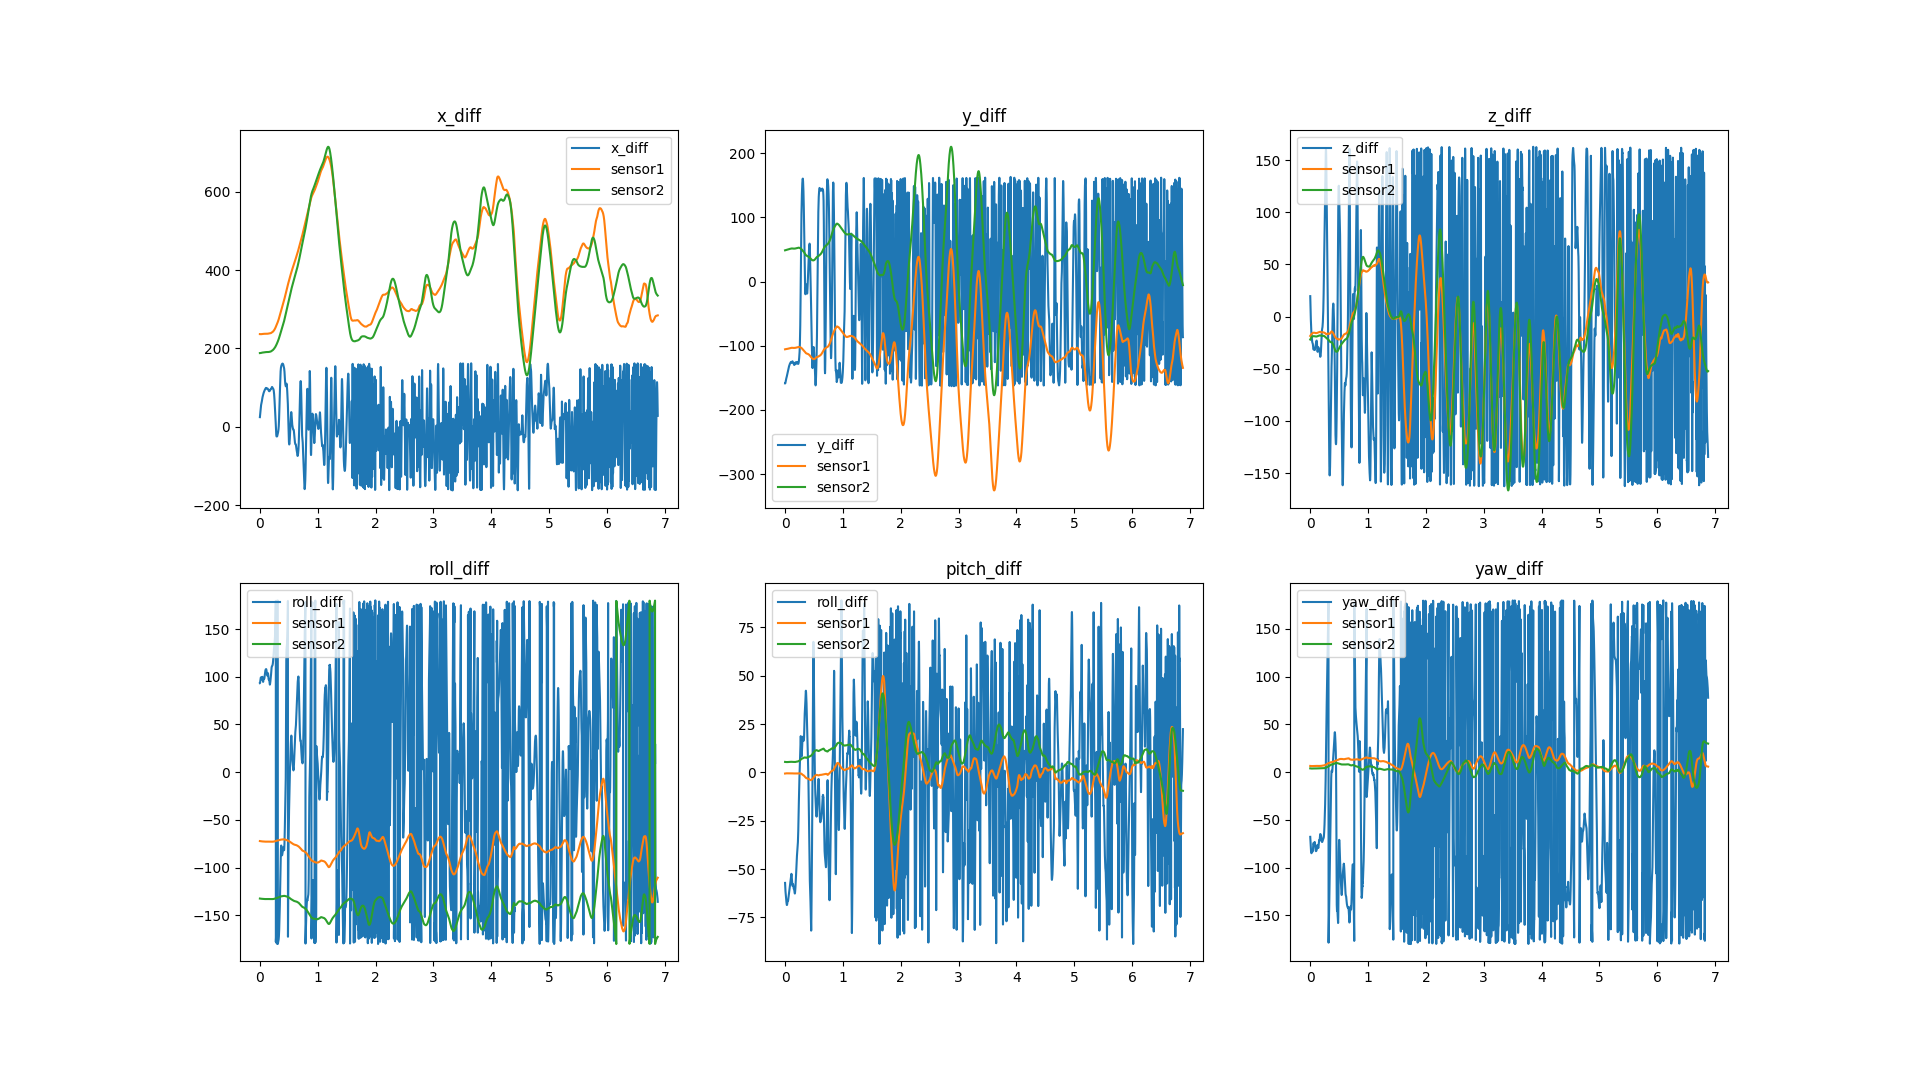 x_diff
x_diff
sensor1
sensor2
600
400
200
0
−200
0 1 2 3 4 5 6 7
y_diff
200
100
0
−100
−200
−300
y_diff
sensor1
sensor2
0 1 2 3 4 5 6 7
z_diff
z_diff
sensor1
sensor2
150
100
50
0
−50
−100
−150
0 1 2 3 4 5 6 7
roll_diff
roll_diff
sensor1
sensor2
150
100
50
0
−50
−100
−150
0 1 2 3 4 5 6 7
pitch_diff
roll_diff
sensor1
sensor2
75
50
25
0
−25
−50
−75
0 1 2 3 4 5 6 7
yaw_diff
yaw_diff
sensor1
sensor2
150
100
50
0
−50
−100
−150
0 1 2 3 4 5 6 7